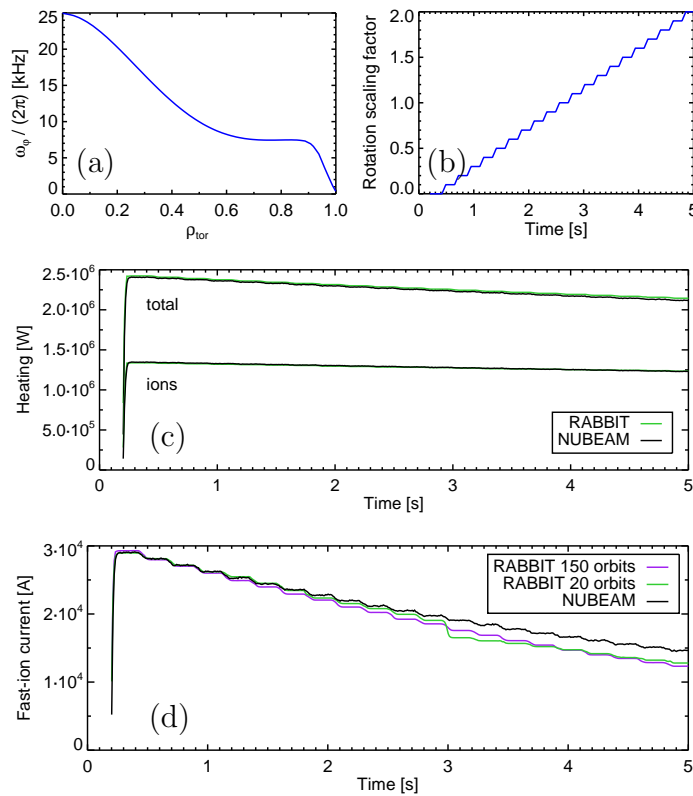 25
20
15
10
5
0
ω_φ / (2π) [kHz]
(a)
0.0 0.2 0.4 0.6 0.8 1.0
ρ_tor
2.0
1.5
1.0
0.5
0.0
Rotation scaling factor
(b)
0 1 2 3 4 5
Time [s]
2.5·10⁶
2.0·10⁶
1.5·10⁶
1.0·10⁶
5.0·10⁵
0
Heating [W]
total
ions
(c)
RABBIT
NUBEAM
0 1 2 3 4 5
Time [s]
3·10⁴
2·10⁴
1·10⁴
0
Fast-ion current [A]
(d)
RABBIT 150 orbits
RABBIT 20 orbits
NUBEAM
0 1 2 3 4 5
Time [s]